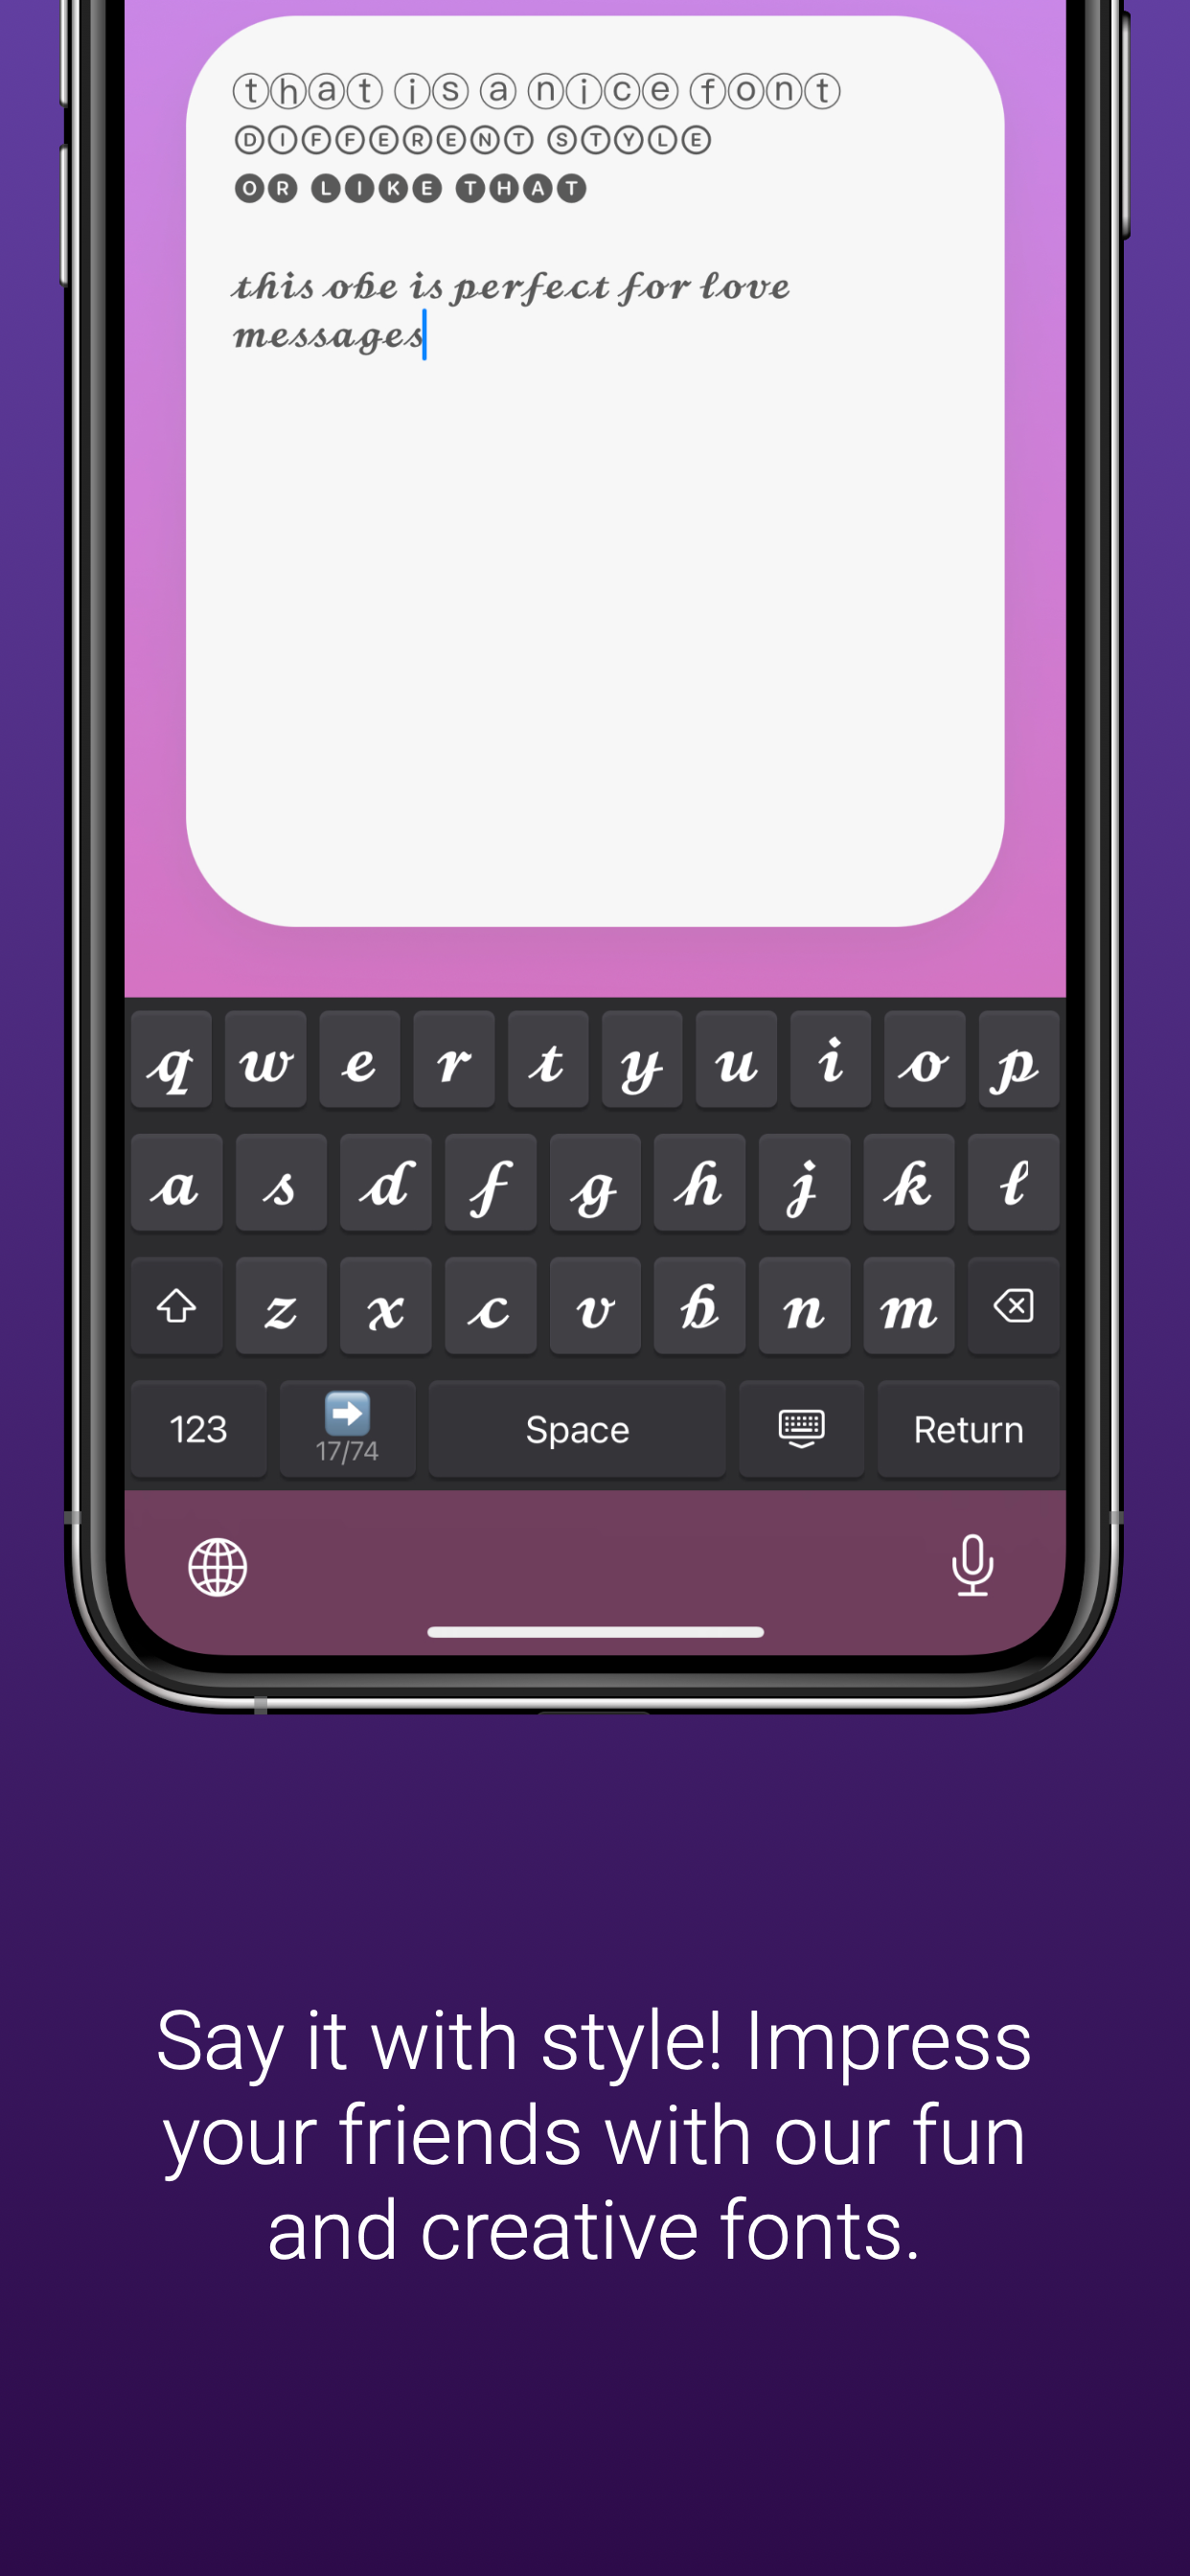 ⓣⓗⓐⓣ ⓘⓢ ⓐ ⓝⓘⓒⓔ ⓕⓞⓝⓣ
ⒹⒾⒻⒻⒺⓇⒺⓃⓉ ⓈⓉⓎⓁⒺ
🅞🅡 🅛🅘🅚🅔 🅣🅗🅐🅣
𝓽𝓱𝓲𝓼 𝓸𝓫𝓮 𝓲𝓼 𝓹𝓮𝓻𝓯𝓮𝓬𝓽 𝓯𝓸𝓻 𝓵𝓸𝓿𝓮
𝓶𝓮𝓼𝓼𝓪𝓰𝓮𝓼
𝓺 𝔀 𝓮 𝓻 𝓽 𝔂 𝓾 𝓲 𝓸 𝓹
𝓪 𝓼 𝓭 𝓯 𝓰 𝓱 𝓳 𝓴 𝓵
𝔃 𝔁 𝓬 𝓿 𝓫 𝓷 𝓶
123 17/74 Space Return
Say it with style! Impress
your friends with our fun
and creative fonts.